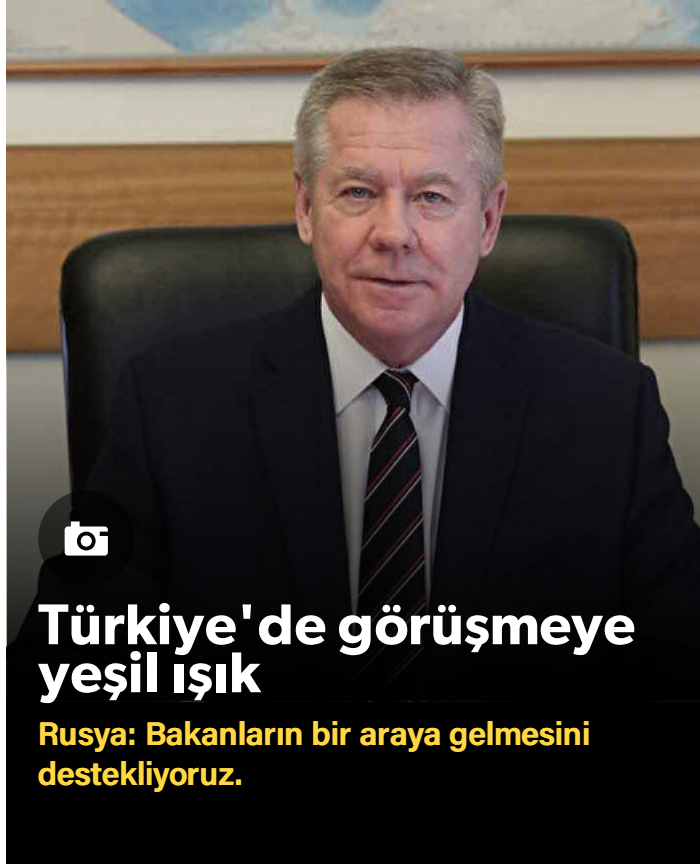 Türkiye'de görüşmeye
yeşil ışık
Rusya: Bakanların bir araya gelmesini
destekliyoruz.